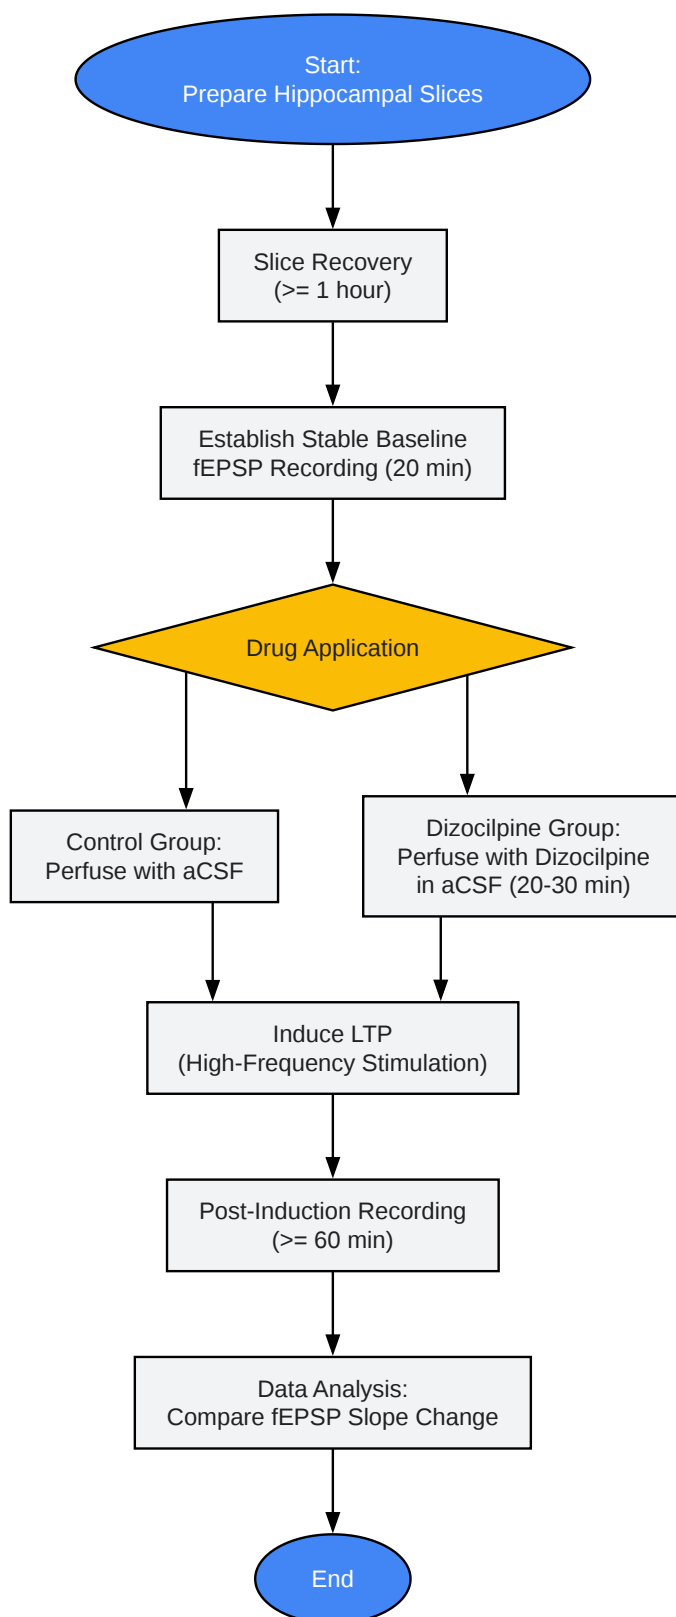 Start:
Prepare Hippocampal Slices
Slice Recovery
(>= 1 hour)
Establish Stable Baseline
fEPSP Recording (20 min)
Drug Application
Control Group:
Perfuse with aCSF
Dizocilpine Group:
Perfuse with Dizocilpine
in aCSF (20-30 min)
Induce LTP
(High-Frequency Stimulation)
Post-Induction Recording
(>= 60 min)
Data Analysis:
Compare fEPSP Slope Change
End